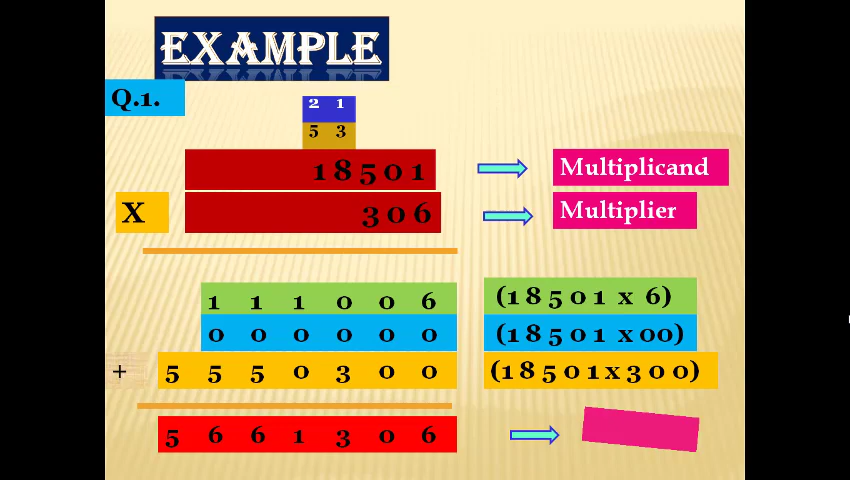 EXAMPLE
Q.1.
2 1
5 3
1 8 5 0 1 Multiplicand
X 3 0 6 Multiplier
1 1 1 0 0 6 (1 8 5 0 1 x 6)
0 0 0 0 0 0 (1 8 5 0 1 x 00)
+ 5 5 5 0 3 0 0 (1 8 5 0 1 x 3 0 0)
5 6 6 1 3 0 6